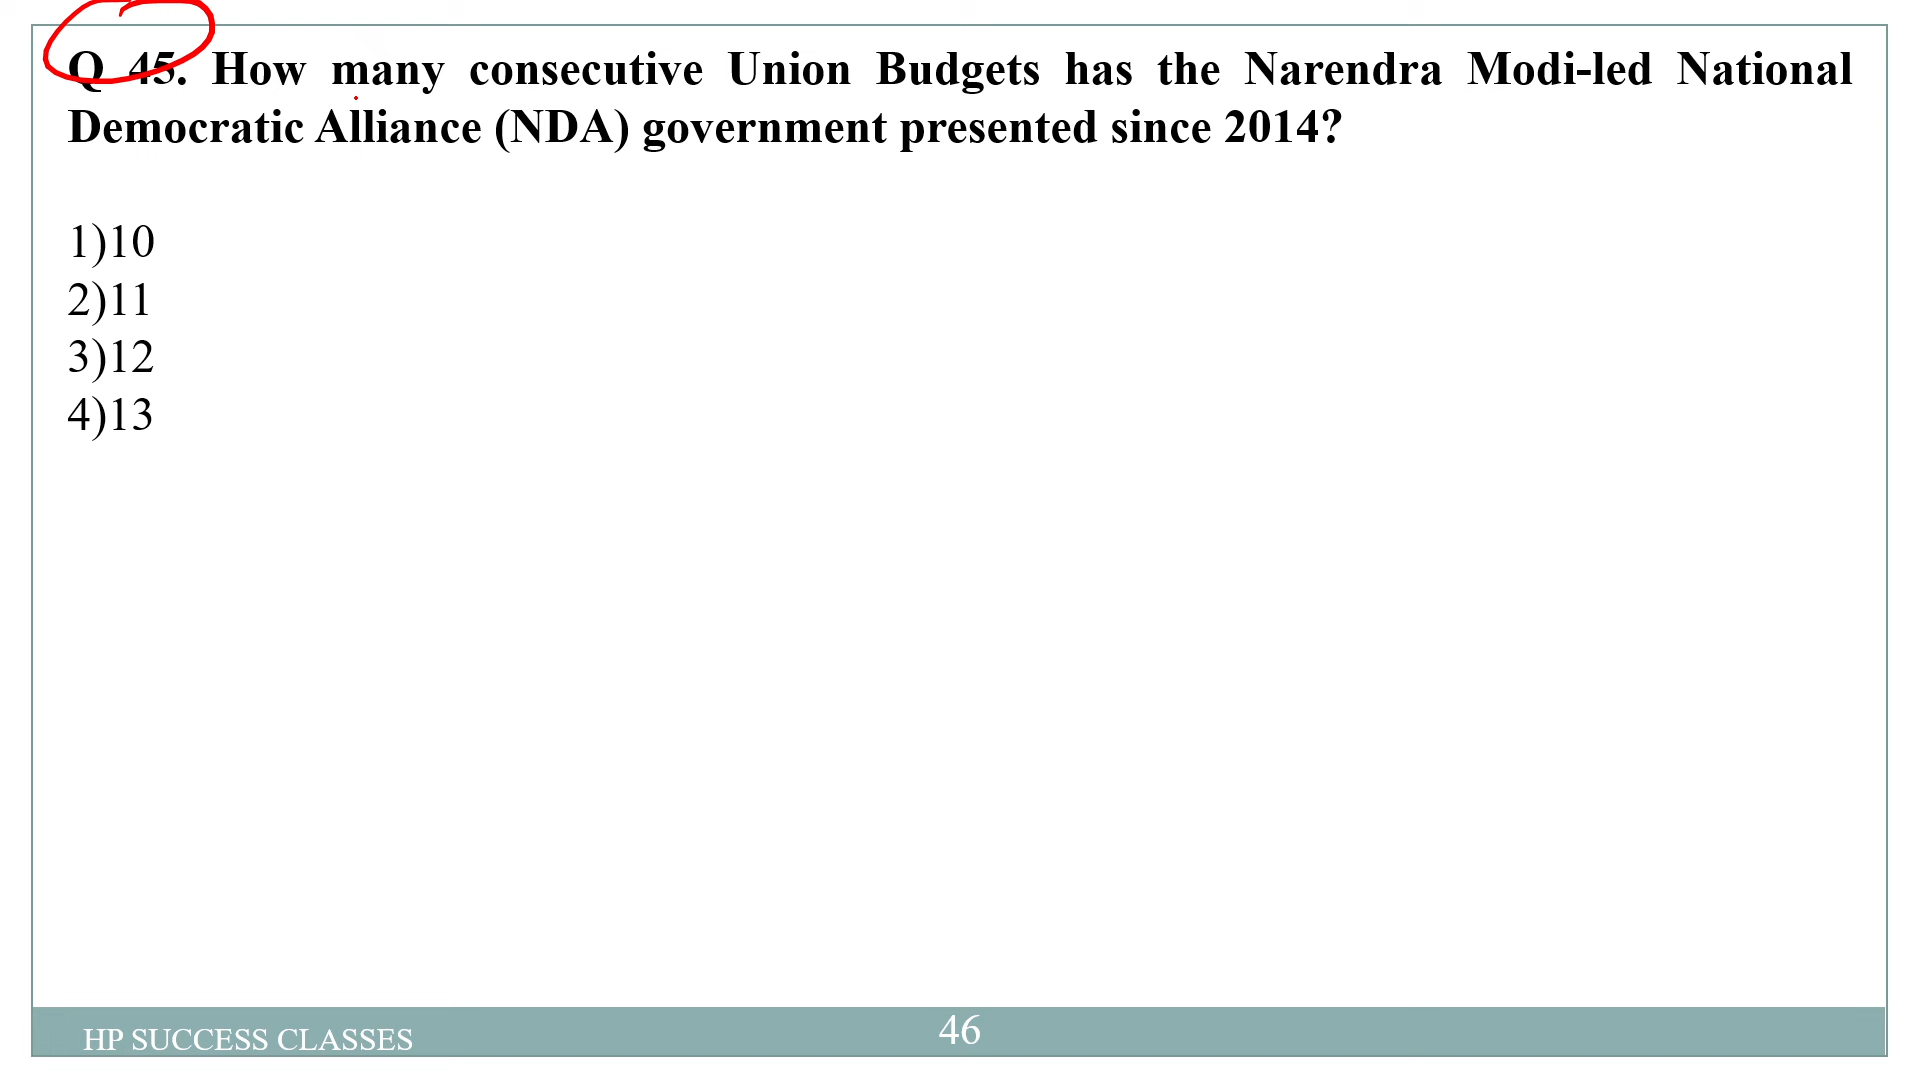 Q 45. How many consecutive Union Budgets has the Narendra Modi-led National
Democratic Alliance (NDA) government presented since 2014?
1)10
2)11
3)12
4)13
HP SUCCESS CLASSES
46